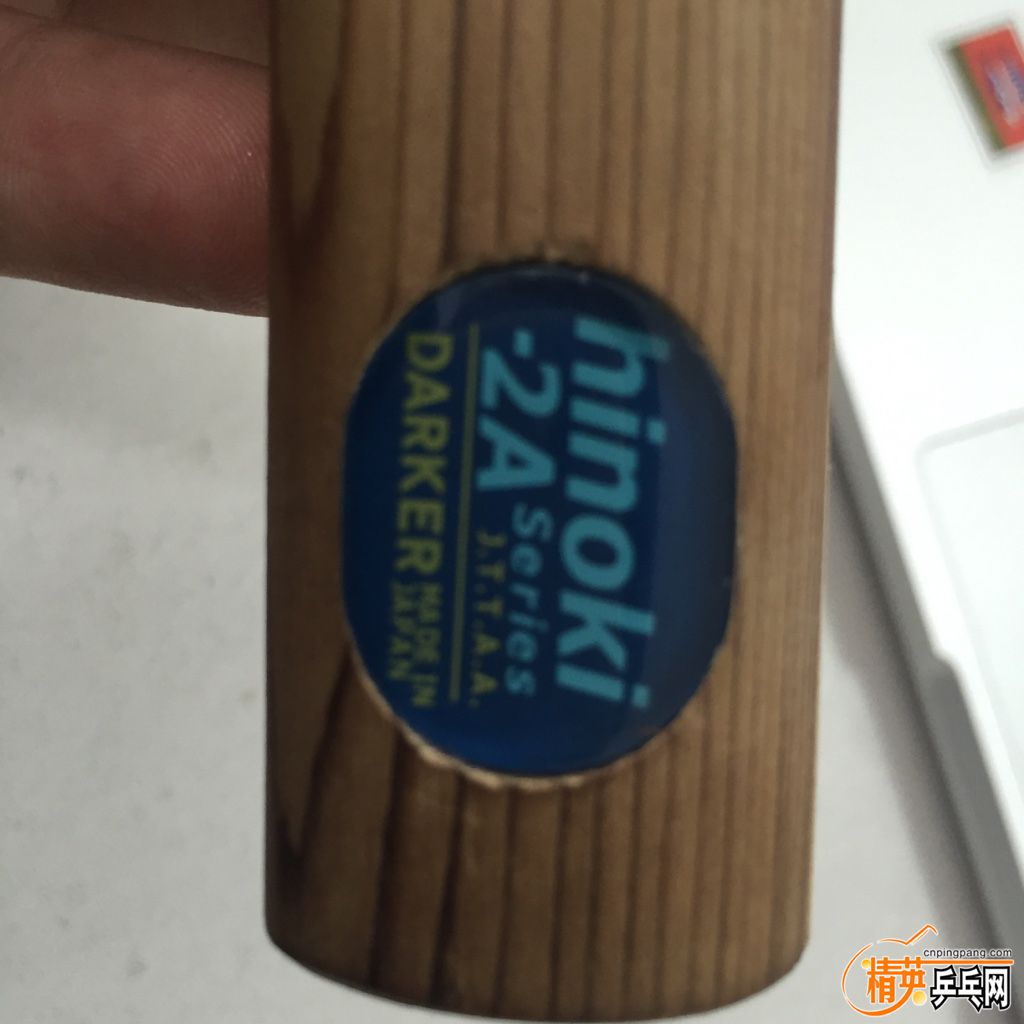 hinoki
-2A Series
J.T.T.A.A.
DARKER MADE IN
JAPAN
cnpingpang.com
精英乒乓网